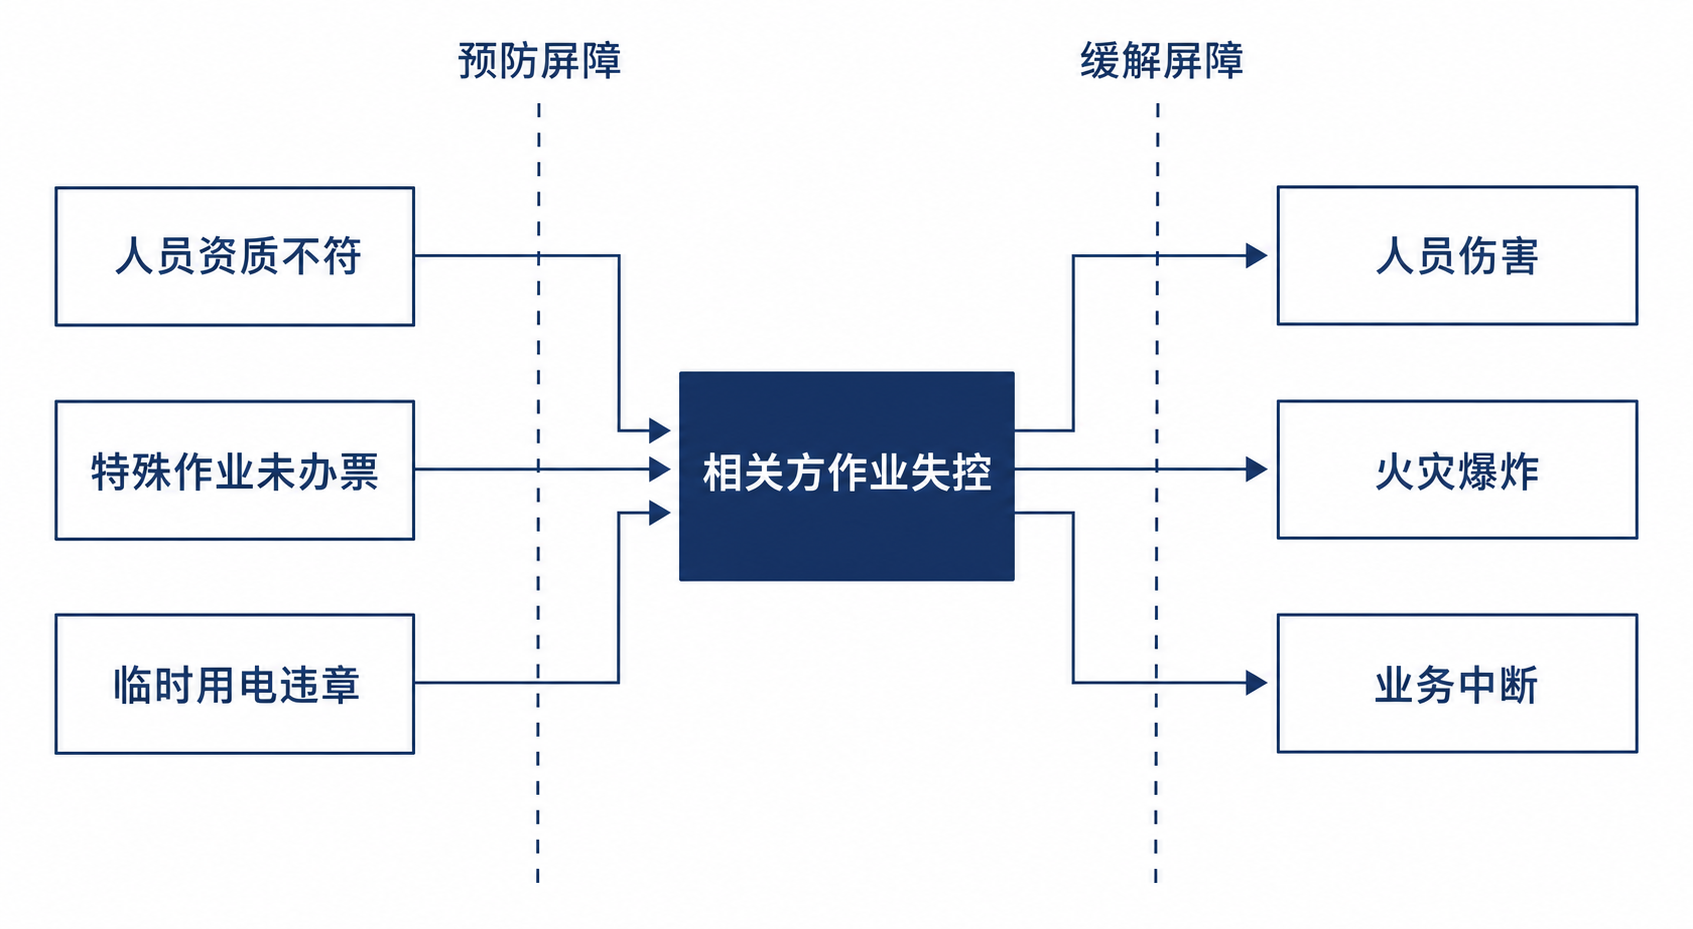 预防屏障
缓解屏障
人员资质不符
特殊作业未办票
临时用电违章
相关方作业失控
人员伤害
火灾爆炸
业务中断